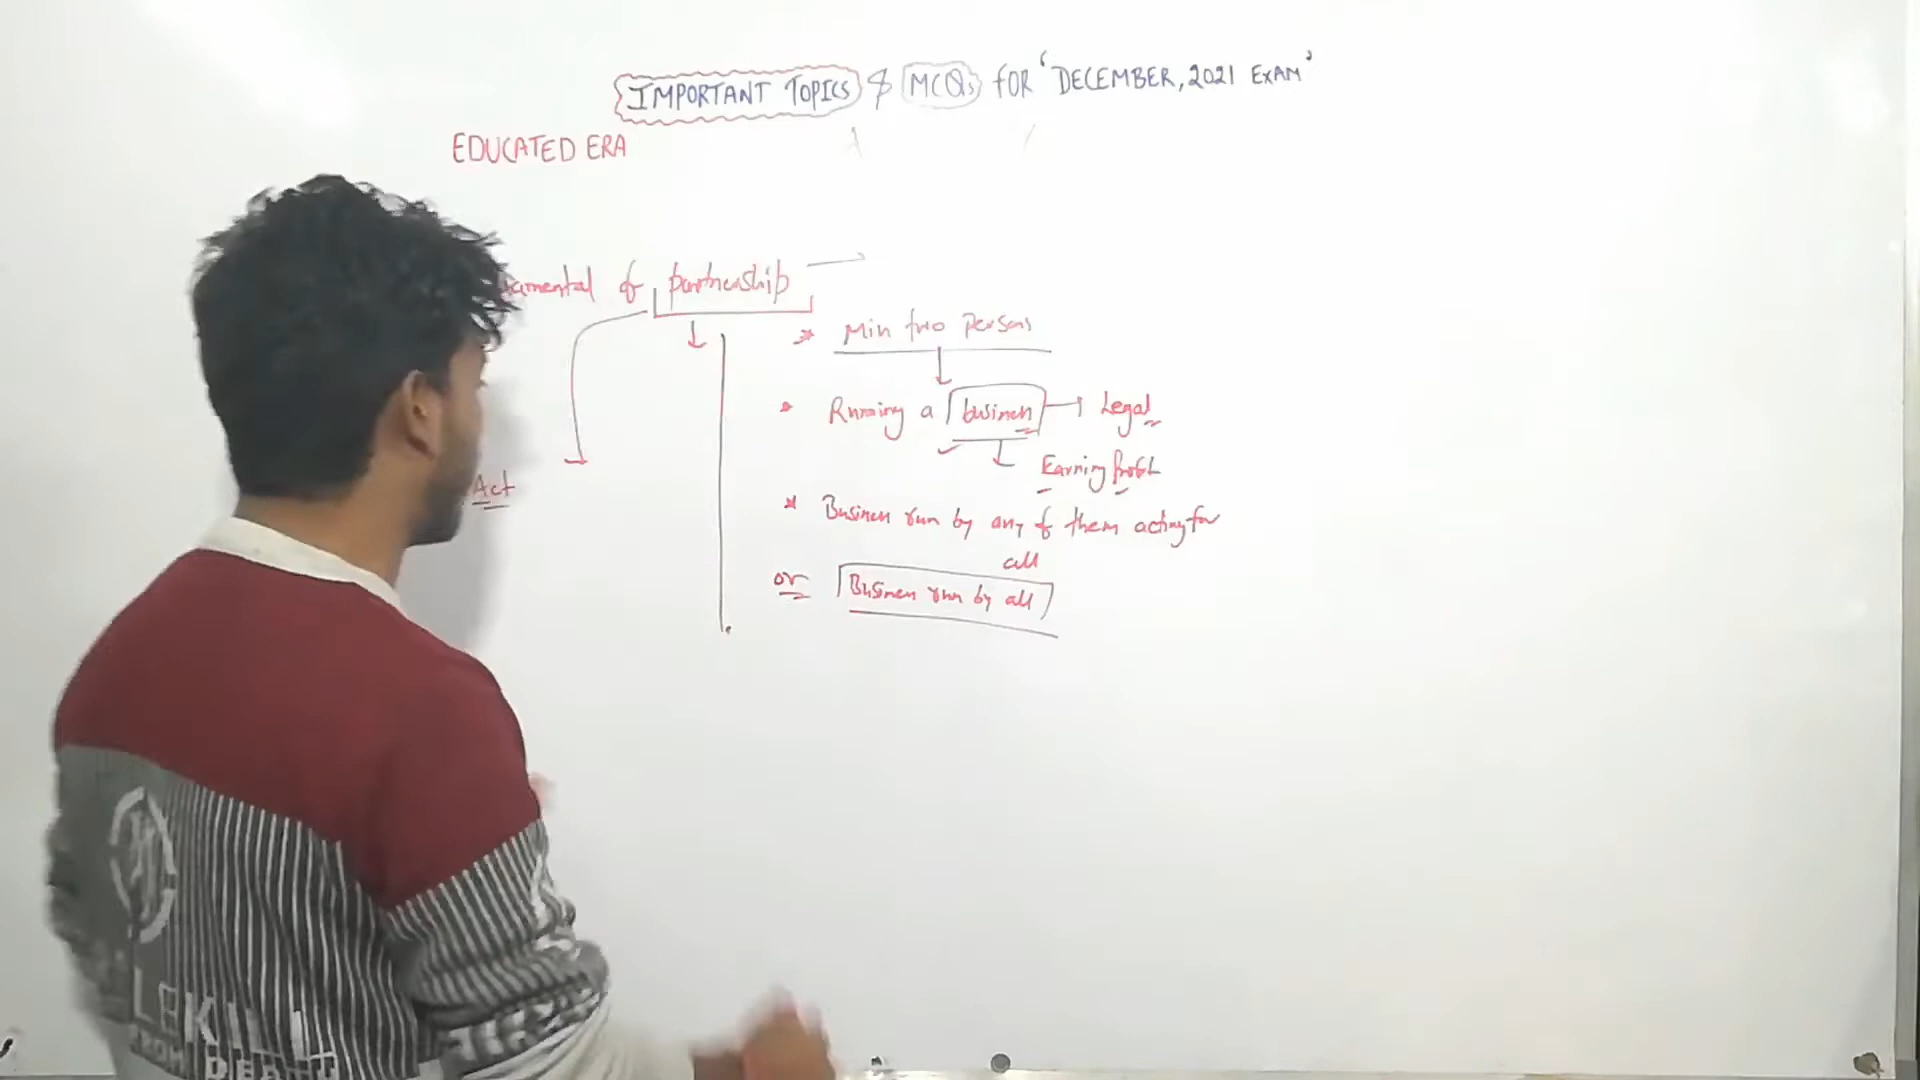 IMPORTANT TOPICS & MCQs FOR 'DECEMBER, 2021 EXAM'
EDUCATED ERA
amental of partnership
* Min two Persons
• Running a business Legal
Earning Profit
Act
* Business run by any of them acting for
all
or Business run by all